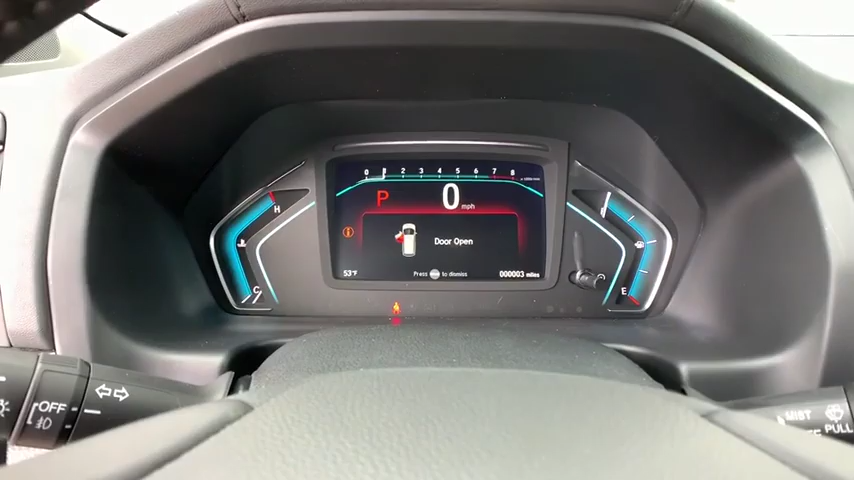 0 1 2 3 4 5 6 7 8
P 0 mph
H
Door Open
C
E
53°F
Press to dismiss
000003 miles
OFF
MIST
PULL